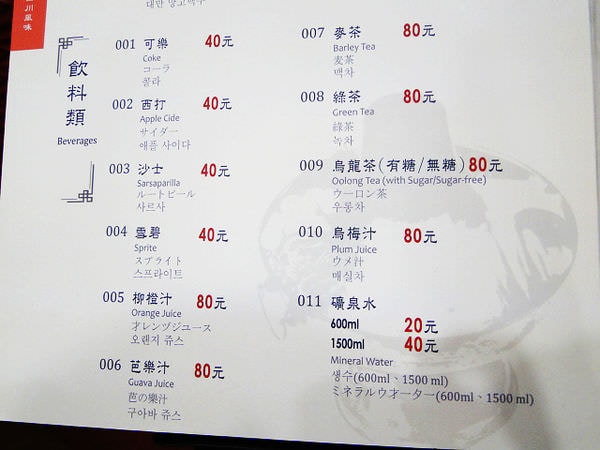 川風味
대만 망고맥주
飲料類
Beverages
001 可樂 40元
Coke
コーラ
콜라
002 西打 40元
Apple Cide
サイダー
애플 사이다
003 沙士 40元
Sarsaparilla
ルートビール
샤르샤
004 雪碧 40元
Sprite
スプライト
스프라이트
005 柳橙汁 80元
Orange Juice
オレンヅジユース
오렌지 쥬스
006 芭樂汁 80元
Guava Juice
芭の樂汁
구아바 쥬스
007 麥茶 80元
Barley Tea
麦茶
맥차
008 綠茶 80元
Green Tea
緑茶
녹차
009 烏龍茶(有糖/無糖) 80元
Oolong Tea (with Sugar/Sugar-free)
ウーロン茶
우롱차
010 烏梅汁 80元
Plum Juice
ウメ汁
매실차
011 礦泉水
600ml 20元
1500ml 40元
Mineral Water
생수(600ml、1500 ml)
ミネラルウオーター(600ml、1500 ml)